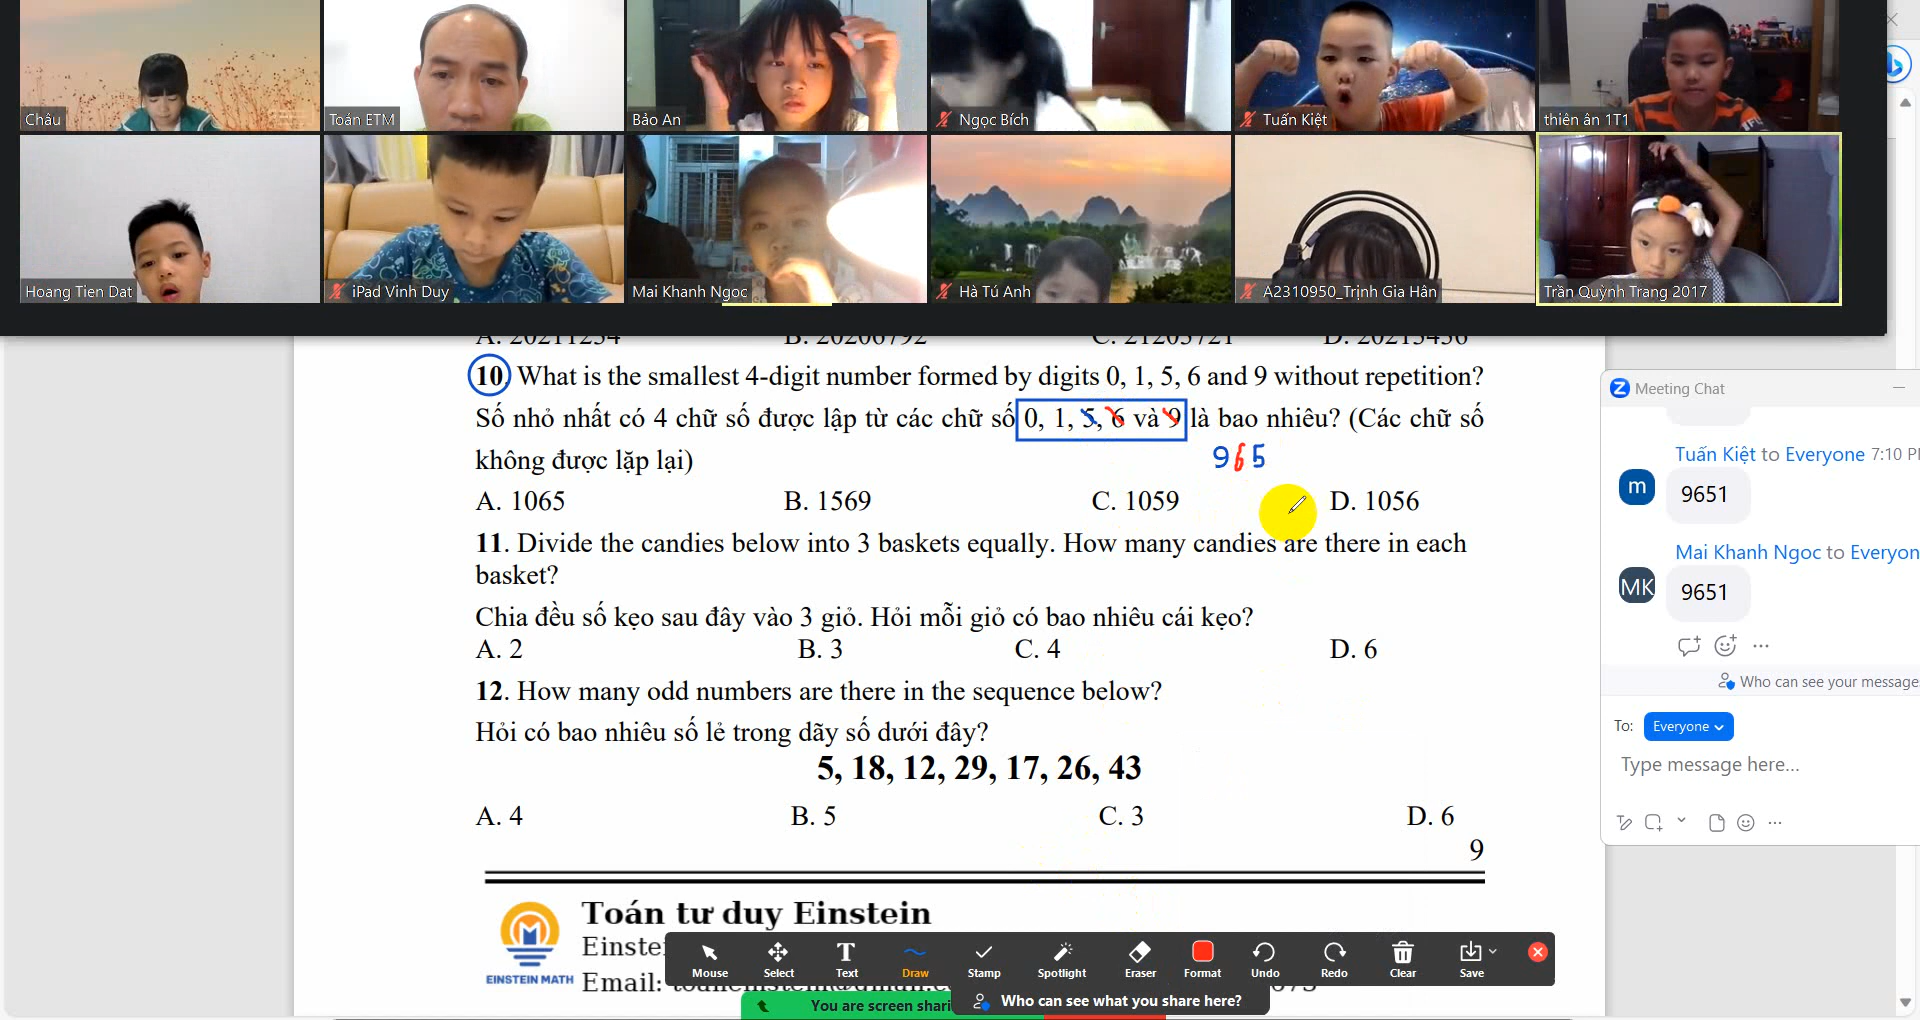 Châu
Toán ETM
Bảo An
Ngọc Bích
Tuấn Kiệt
thiên ân 1T1
Hoang Tien Dat
iPad Vinh Duy
Mai Khanh Ngoc
Hà Tú Anh
A2310950_Trịnh Gia Hân
Trần Quỳnh Trang 2017
A. 20211234 B. 20206792 C. 21203721 D. 20213436
10. What is the smallest 4-digit number formed by digits 0, 1, 5, 6 and 9 without repetition?
Số nhỏ nhất có 4 chữ số được lập từ các chữ số 0, 1, 5, 6 và 9 là bao nhiêu? (Các chữ số
không được lặp lại)
965
A. 1065 B. 1569 C. 1059 D. 1056
11. Divide the candies below into 3 baskets equally. How many candies are there in each
basket?
Chia đều số kẹo sau đây vào 3 giỏ. Hỏi mỗi giỏ có bao nhiêu cái kẹo?
A. 2 B. 3 C. 4 D. 6
12. How many odd numbers are there in the sequence below?
Hỏi có bao nhiêu số lẻ trong dãy số dưới đây?
5, 18, 12, 29, 17, 26, 43
A. 4 B. 5 C. 3 D. 6
9
EINSTEIN MATH
Toán tư duy Einstein
Einste
Email:
Mouse Select Text Draw Stamp Spotlight Eraser Format Undo Redo Clear Save
You are screen shari
Who can see what you share here?
Meeting Chat
Tuấn Kiệt to Everyone 7:10 P
m
9651
Mai Khanh Ngoc to Everyon
MK
9651
Who can see your message
To: Everyone
Type message here...